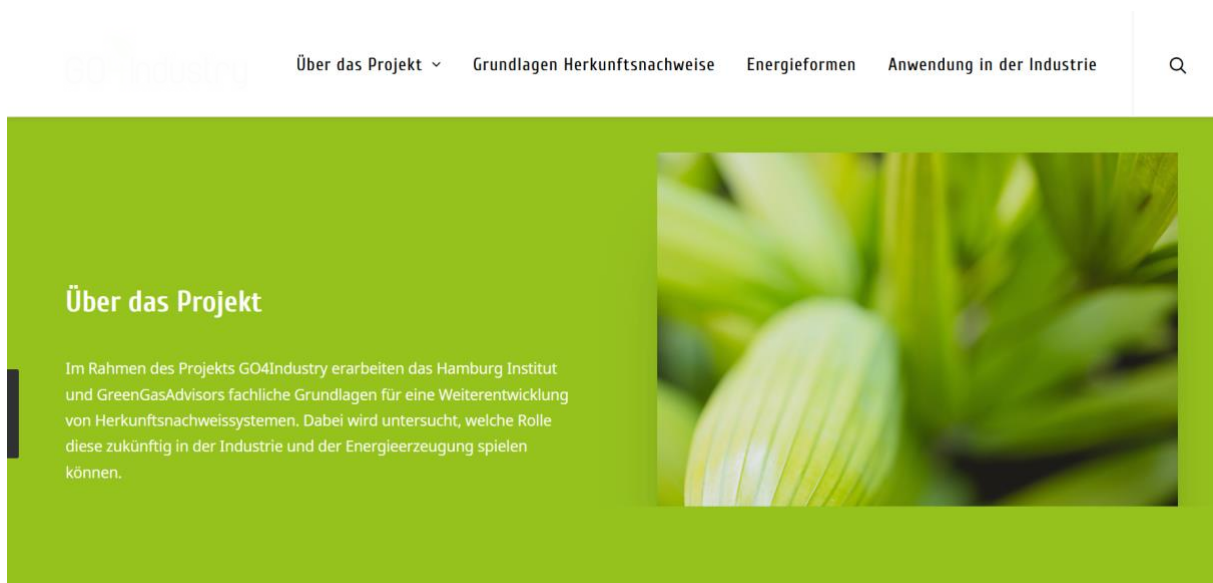 GO4Industry
Über das Projekt
Grundlagen Herkunftsnachweise
Energieformen
Anwendung in der Industrie
Über das Projekt
Im Rahmen des Projekts GO4Industry erarbeiten das Hamburg Institut
und GreenGasAdvisors fachliche Grundlagen für eine Weiterentwicklung
von Herkunftsnachweissystemen. Dabei wird untersucht, welche Rolle
diese zukünftig in der Industrie und der Energieerzeugung spielen
können.